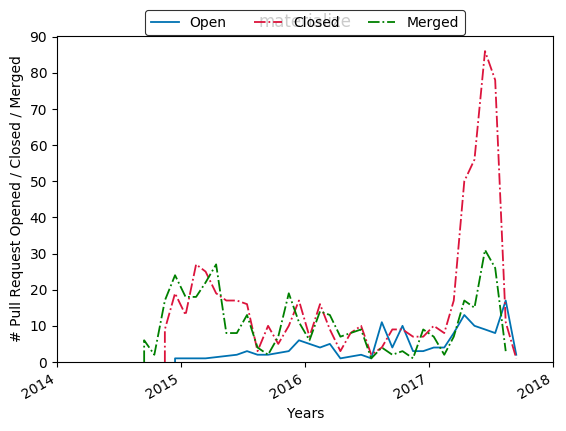 materialize
Open Closed Merged
90
80
70
60
50
40
30
20
10
0
# Pull Request Opened / Closed / Merged
2014 2015 2016 2017 2018
Years